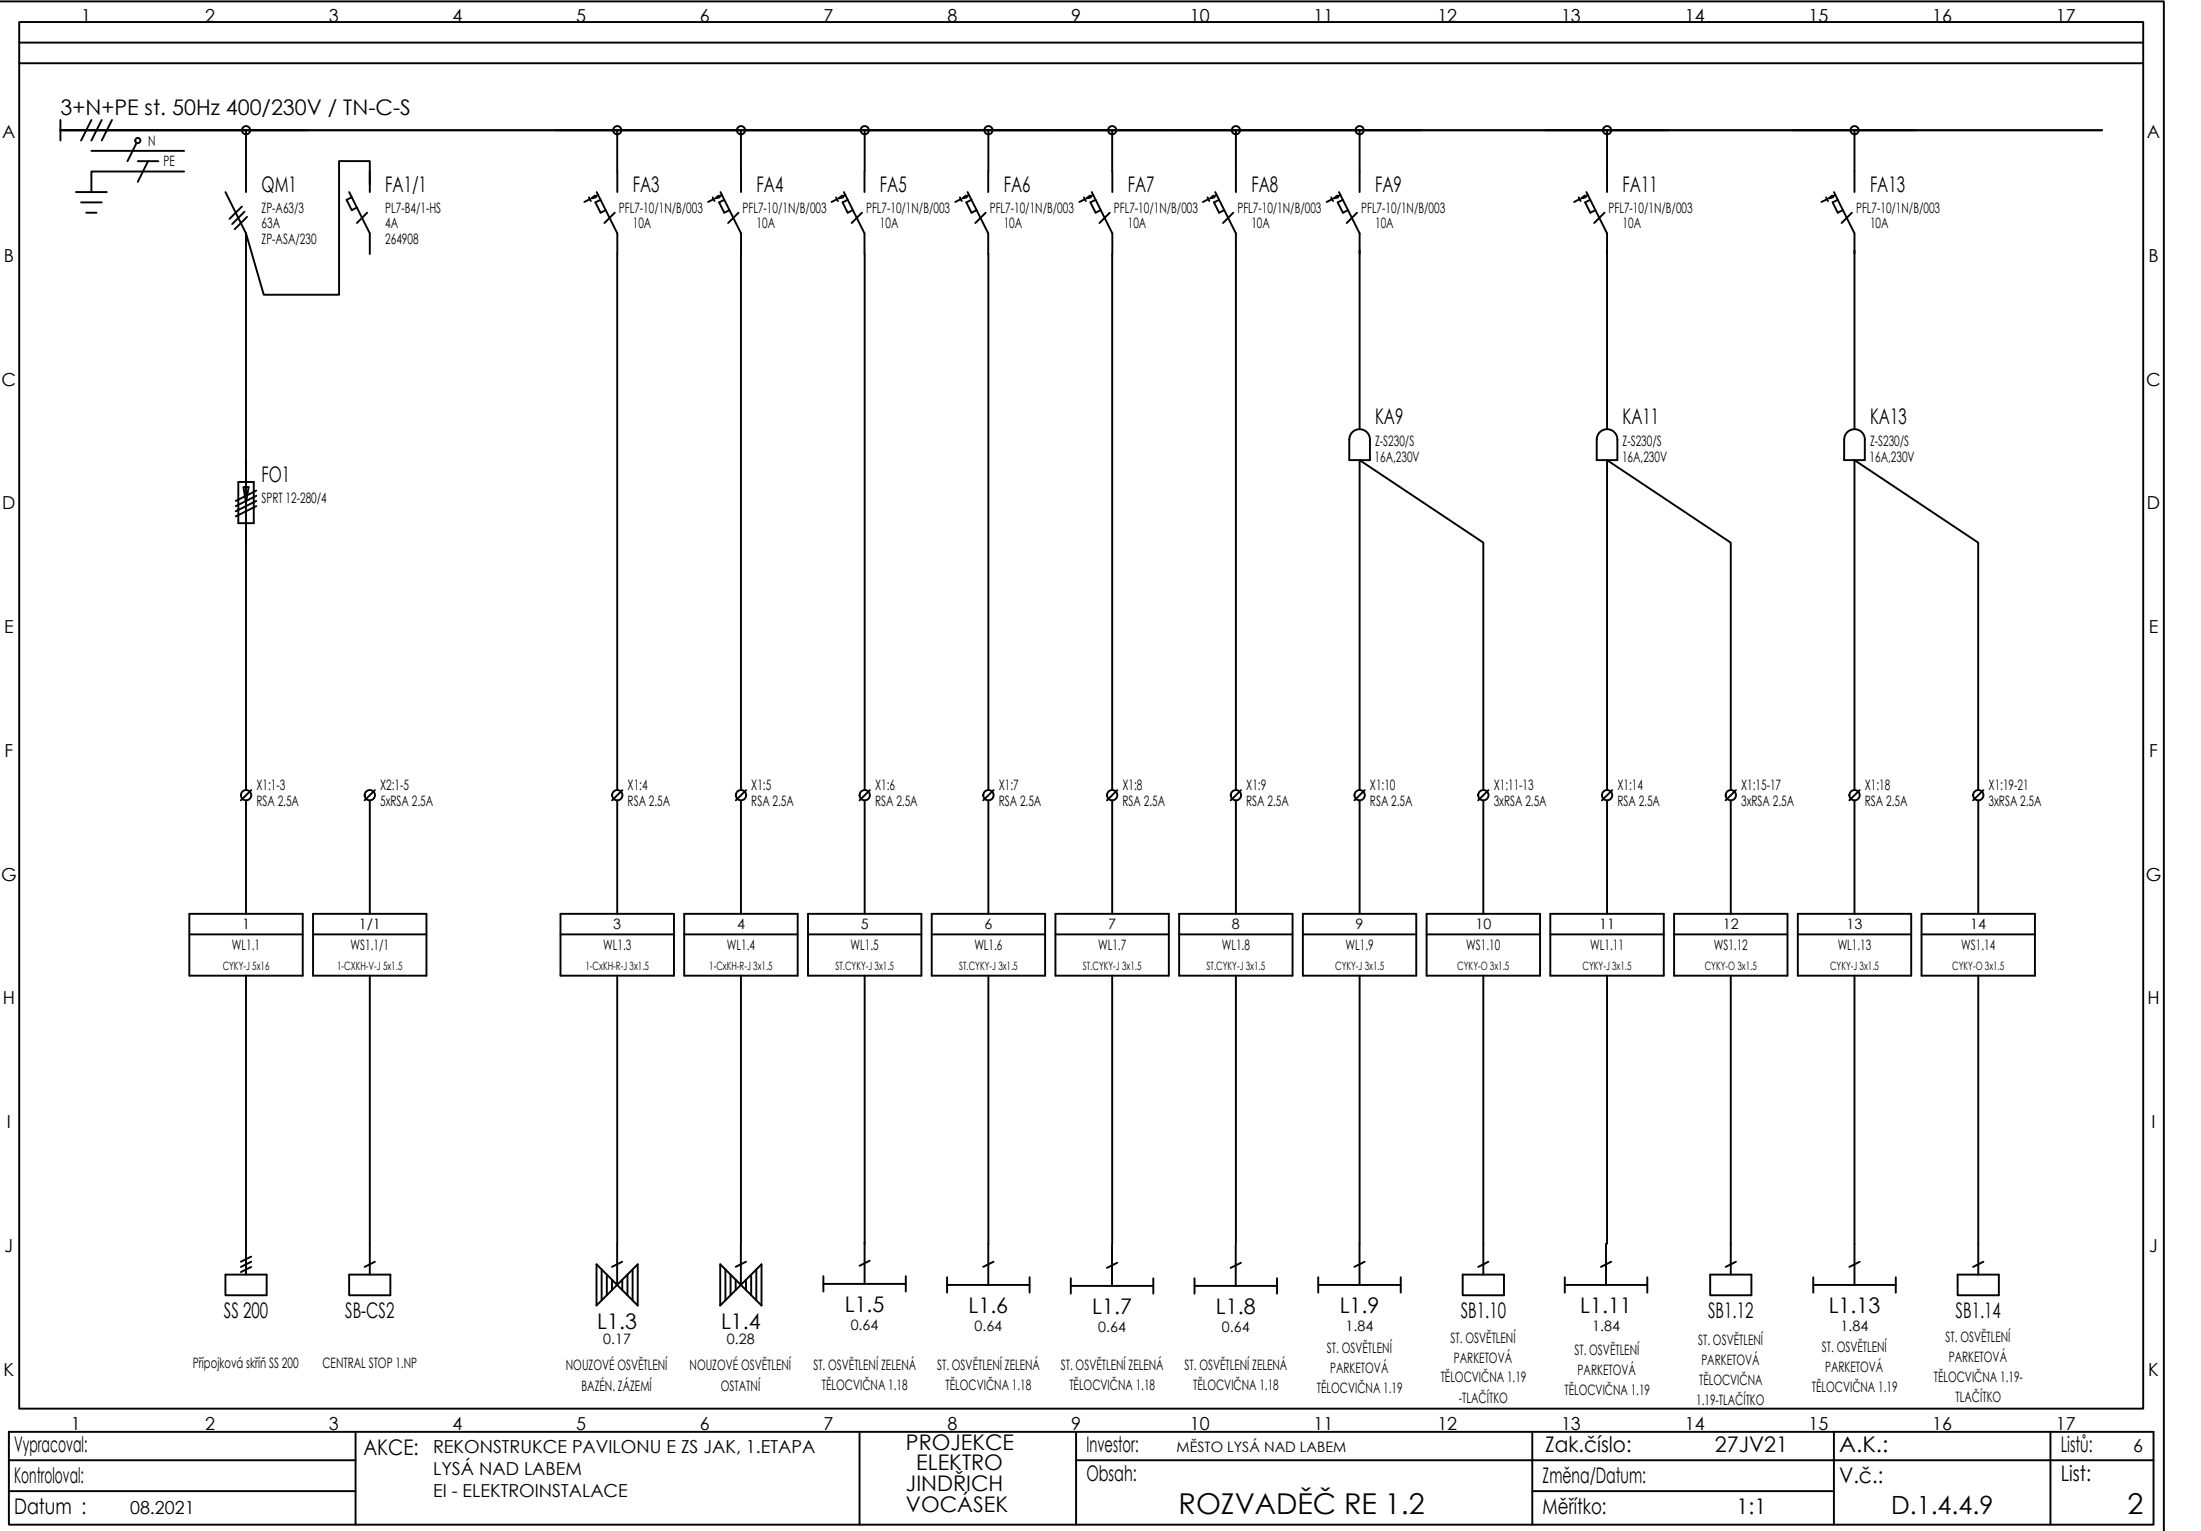 1 2 3 4 5 6 7 8 9 10 11 12 13 14 15 16 17
3+N+PE st. 50Hz 400/230V / TN-C-S
A A
N
PE
QM1
ZP-A63/3
63A
ZP-ASA/230
FA1/1
PL7-B4/1-HS
4A
264908
FA3
PFL7-10/1N/B/003
10A
FA4
PFL7-10/1N/B/003
10A
FA5
PFL7-10/1N/B/003
10A
FA6
PFL7-10/1N/B/003
10A
FA7
PFL7-10/1N/B/003
10A
FA8
PFL7-10/1N/B/003
10A
FA9
PFL7-10/1N/B/003
10A
FA11
PFL7-10/1N/B/003
10A
FA13
PFL7-10/1N/B/003
10A
B B
C C
KA9
Z-S230/S
16A,230V
KA11
Z-S230/S
16A,230V
KA13
Z-S230/S
16A,230V
FO1
SPRT 12-280/4
D D
E E
F F
X1:1-3
RSA 2.5A
X2:1-5
5xRSA 2.5A
X1:4
RSA 2.5A
X1:5
RSA 2.5A
X1:6
RSA 2.5A
X1:7
RSA 2.5A
X1:8
RSA 2.5A
X1:9
RSA 2.5A
X1:10
RSA 2.5A
X1:11-13
3xRSA 2.5A
X1:14
RSA 2.5A
X1:15-17
3xRSA 2.5A
X1:18
RSA 2.5A
X1:19-21
3xRSA 2.5A
G G
1
WL1.1
CYKY-J 5x16
1/1
WS1.1/1
1-CXKH-V-J 5x1.5
3
WL1.3
1-CxKH-R-J 3x1.5
4
WL1.4
1-CxKH-R-J 3x1.5
5
WL1.5
ST.CYKY-J 3x1.5
6
WL1.6
ST.CYKY-J 3x1.5
7
WL1.7
ST.CYKY-J 3x1.5
8
WL1.8
ST.CYKY-J 3x1.5
9
WL1.9
CYKY-J 3x1.5
10
WS1.10
CYKY-O 3x1.5
11
WL1.11
CYKY-J 3x1.5
12
WS1.12
CYKY-O 3x1.5
13
WL1.13
CYKY-J 3x1.5
14
WS1.14
CYKY-O 3x1.5
H H
I I
J J
SS 200
Přípojková skříň SS 200
SB-CS2
CENTRAL STOP 1.NP
L1.3
0.17
NOUZOVÉ OSVĚTLENÍ
BAZÉN. ZÁZEMÍ
L1.4
0.28
NOUZOVÉ OSVĚTLENÍ
OSTATNÍ
L1.5
0.64
ST. OSVĚTLENÍ ZELENÁ
TĚLOCVIČNA 1.18
L1.6
0.64
ST. OSVĚTLENÍ ZELENÁ
TĚLOCVIČNA 1.18
L1.7
0.64
ST. OSVĚTLENÍ ZELENÁ
TĚLOCVIČNA 1.18
L1.8
0.64
ST. OSVĚTLENÍ ZELENÁ
TĚLOCVIČNA 1.18
L1.9
1.84
ST. OSVĚTLENÍ
PARKETOVÁ
TĚLOCVIČNA 1.19
SB1.10
ST. OSVĚTLENÍ
PARKETOVÁ
TĚLOCVIČNA 1.19
-TLAČÍTKO
L1.11
1.84
ST. OSVĚTLENÍ
PARKETOVÁ
TĚLOCVIČNA 1.19
SB1.12
ST. OSVĚTLENÍ
PARKETOVÁ
TĚLOCVIČNA
1.19-TLAČÍTKO
L1.13
1.84
ST. OSVĚTLENÍ
PARKETOVÁ
TĚLOCVIČNA 1.19
SB1.14
ST. OSVĚTLENÍ
PARKETOVÁ
TĚLOCVIČNA 1.19-
TLAČÍTKO
K K
1 2 3 4 5 6 7 8 9 10 11 12 13 14 15 16 17
Vypracoval:
Kontroloval:
Datum : 08.2021
AKCE: REKONSTRUKCE PAVILONU E ZS JAK, 1.ETAPA
LYSÁ NAD LABEM
EI - ELEKTROINSTALACE
PROJEKCE
ELEKTRO
JINDŘICH
VOCÁSEK
Investor: MĚSTO LYSÁ NAD LABEM
Obsah:
ROZVADĚČ RE 1.2
Zak.číslo: 27JV21
Změna/Datum:
Měřítko: 1:1
A.K.:
V.č.:
D.1.4.4.9
Listů: 6
List:
2